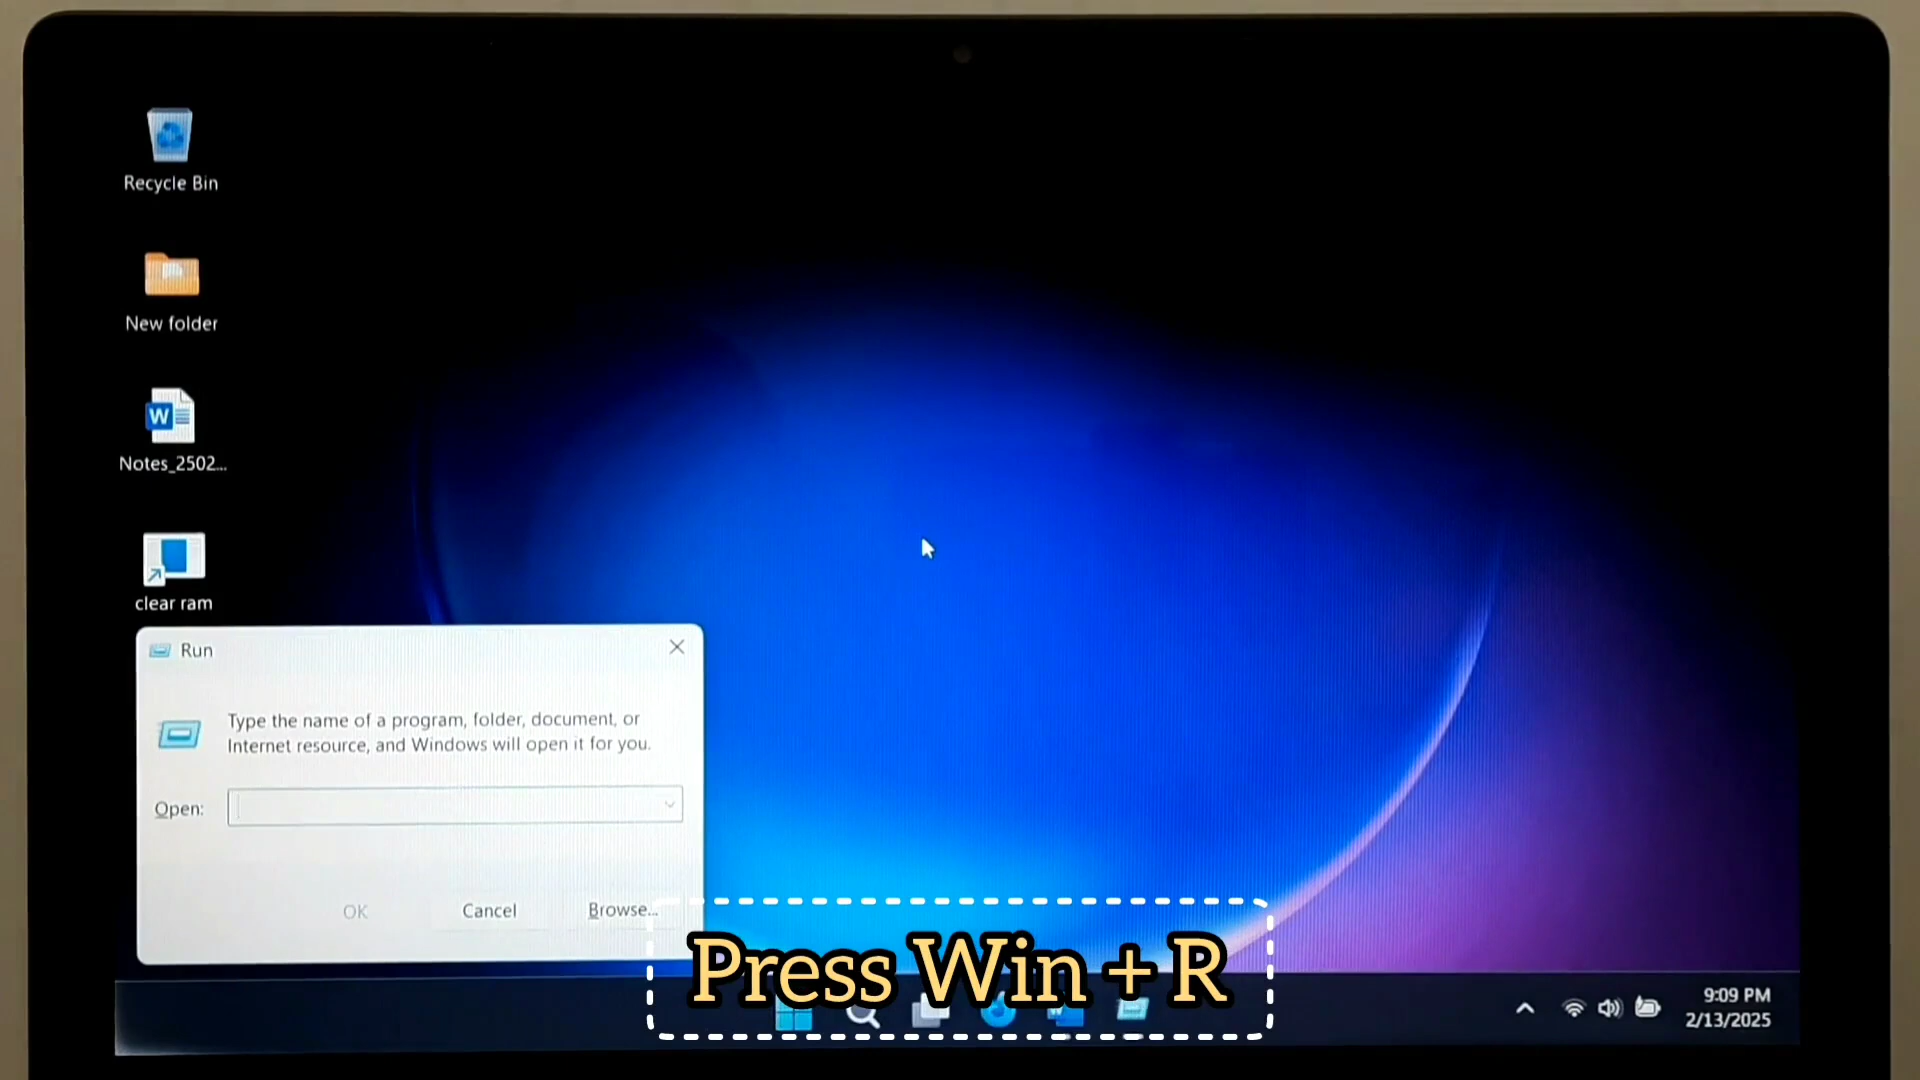 Recycle Bin
New folder
Notes_2502...
clear ram
Run
Type the name of a program, folder, document, or
Internet resource, and Windows will open it for you.
Open:
OK
Cancel
Browse...
Press Win + R
9:09 PM
2/13/2025